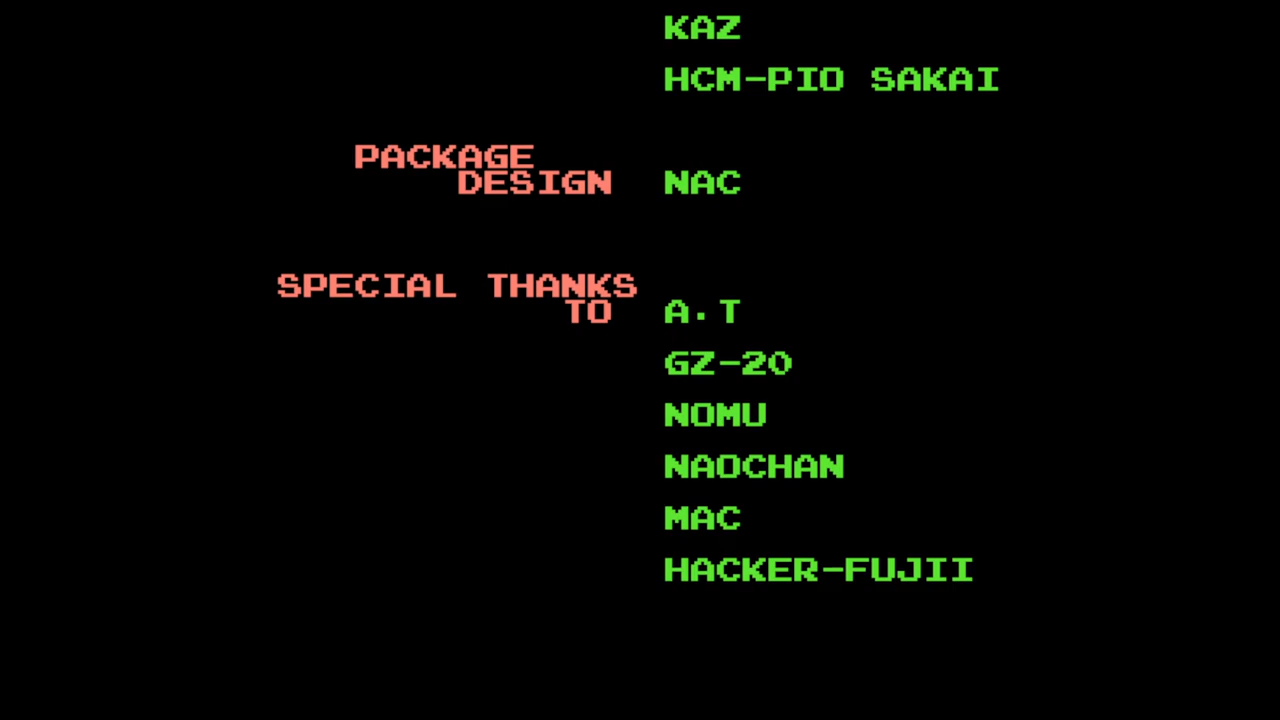 KAZ
HCM-PIO SAKAI
PACKAGE
DESIGN NAC
SPECIAL THANKS
TO A.T
GZ-20
NOMU
NAOCHAN
MAC
HACKER-FUJII